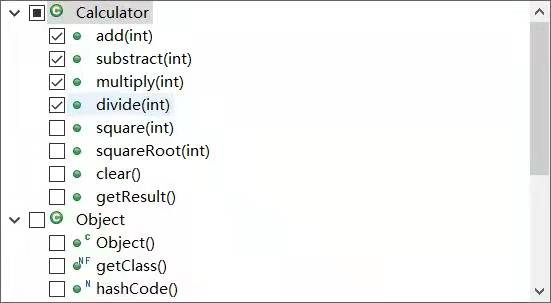 Calculator
add(int)
substract(int)
multiply(int)
divide(int)
square(int)
squareRoot(int)
clear()
getResult()
Object
Object()
getClass()
hashCode()